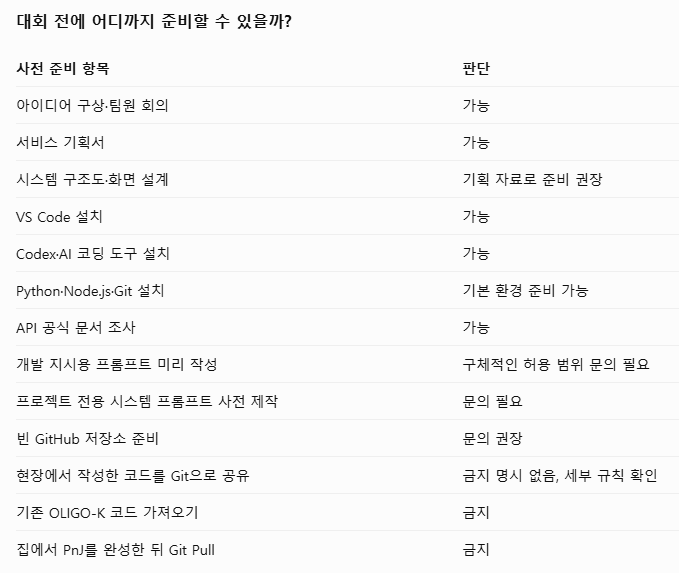 대회 전에 어디까지 준비할 수 있을까?
사전 준비 항목 판단
아이디어 구상·팀원 회의 가능
서비스 기획서 가능
시스템 구조도·화면 설계 기획 자료로 준비 권장
VS Code 설치 가능
Codex·AI 코딩 도구 설치 가능
Python·Node.js·Git 설치 기본 환경 준비 가능
API 공식 문서 조사 가능
개발 지시용 프롬프트 미리 작성 구체적인 허용 범위 문의 필요
프로젝트 전용 시스템 프롬프트 사전 제작 문의 필요
빈 GitHub 저장소 준비 문의 권장
현장에서 작성한 코드를 Git으로 공유 금지 명시 없음, 세부 규칙 확인
기존 OLIGO-K 코드 가져오기 금지
집에서 PnJ를 완성한 뒤 Git Pull 금지